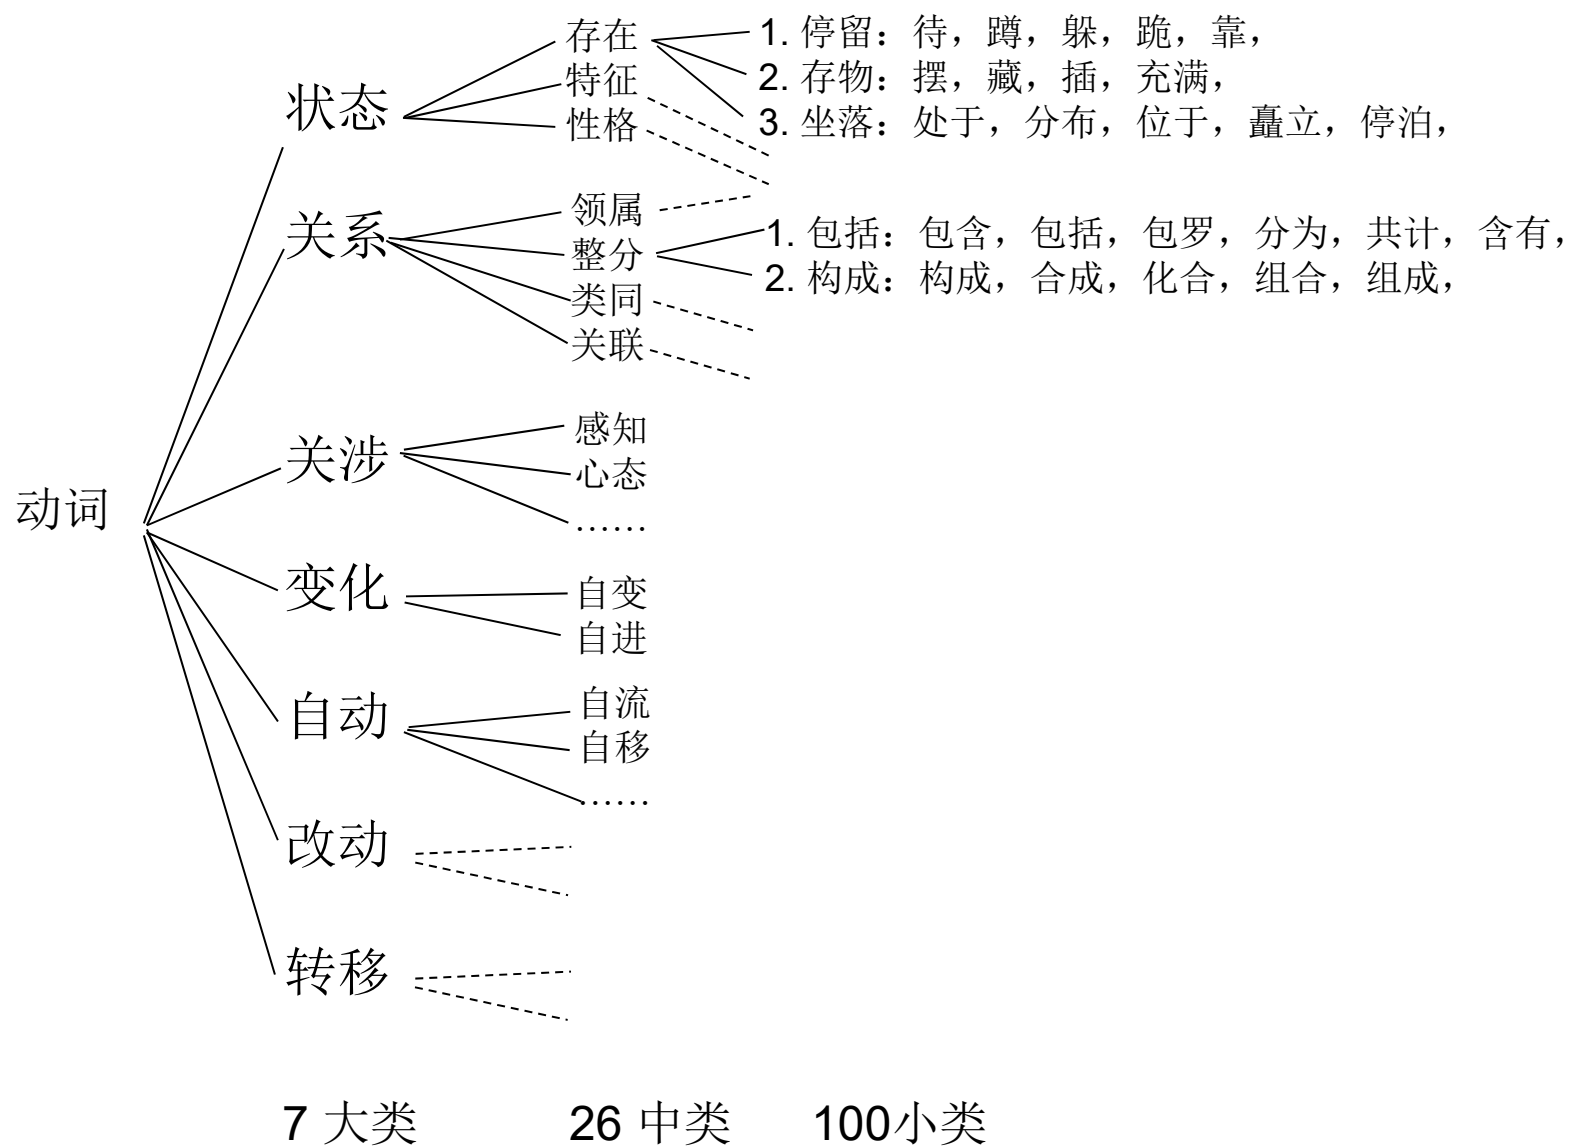 动词
状态
存在
1. 停留：待，蹲，躲，跪，靠，
2. 存物：摆，藏，插，充满，
3. 坐落：处于，分布，位于，矗立，停泊，
特征
性格
关系
领属
整分
1. 包括：包含，包括，包罗，分为，共计，含有，
2. 构成：构成，合成，化合，组合，组成，
类同
关联
关涉
感知
心态
……
变化
自变
自进
自动
自流
自移
……
改动
转移
7 大类 26 中类 100小类